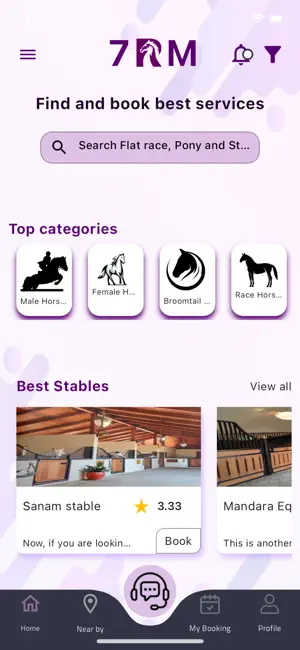 7RM
Find and book best services
Search Flat race, Pony and St...
Top categories
Male Hors...
Female H...
Broomtail ...
Race Hors...
Best Stables
View all
Sanam stable
3.33
Mandara Eq
Now, if you are lookin...
Book
This is another
Home
Near by
My Booking
Profile